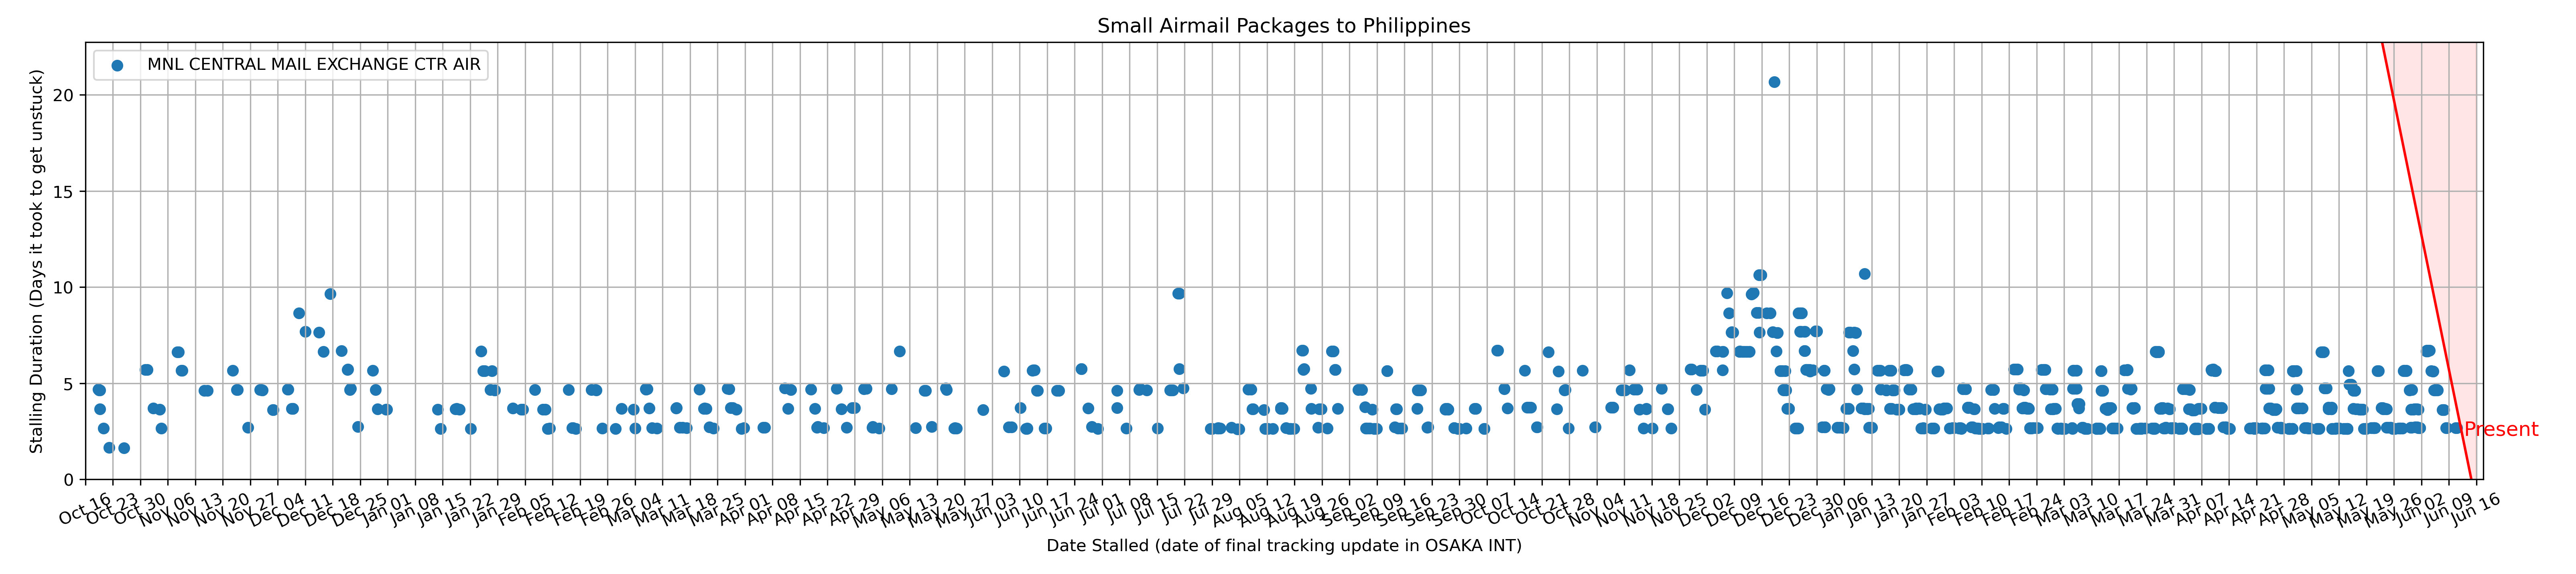 Small Airmail Packages to Philippines
MNL CENTRAL MAIL EXCHANGE CTR AIR
Stalling Duration (Days it took to get unstuck)
20
15
10
5
0
Present
Oct 16
Oct 23
Oct 30
Nov 06
Nov 13
Nov 20
Nov 27
Dec 04
Dec 11
Dec 18
Dec 25
Jan 01
Jan 08
Jan 15
Jan 22
Jan 29
Feb 05
Feb 12
Feb 19
Feb 26
Mar 04
Mar 11
Mar 18
Mar 25
Apr 01
Apr 08
Apr 15
Apr 22
Apr 29
May 06
May 13
May 20
May 27
Jun 03
Jun 10
Jun 17
Jun 24
Jul 01
Jul 08
Jul 15
Jul 22
Jul 29
Aug 05
Aug 12
Aug 19
Aug 26
Sep 02
Sep 09
Sep 16
Sep 23
Sep 30
Oct 07
Oct 14
Oct 21
Oct 28
Nov 04
Nov 11
Nov 18
Nov 25
Dec 02
Dec 09
Dec 16
Dec 23
Dec 30
Jan 06
Jan 13
Jan 20
Jan 27
Feb 03
Feb 10
Feb 17
Feb 24
Mar 03
Mar 10
Mar 17
Mar 24
Mar 31
Apr 07
Apr 14
Apr 21
Apr 28
May 05
May 12
May 19
May 26
Jun 02
Jun 09
Jun 16
Date Stalled (date of final tracking update in OSAKA INT)